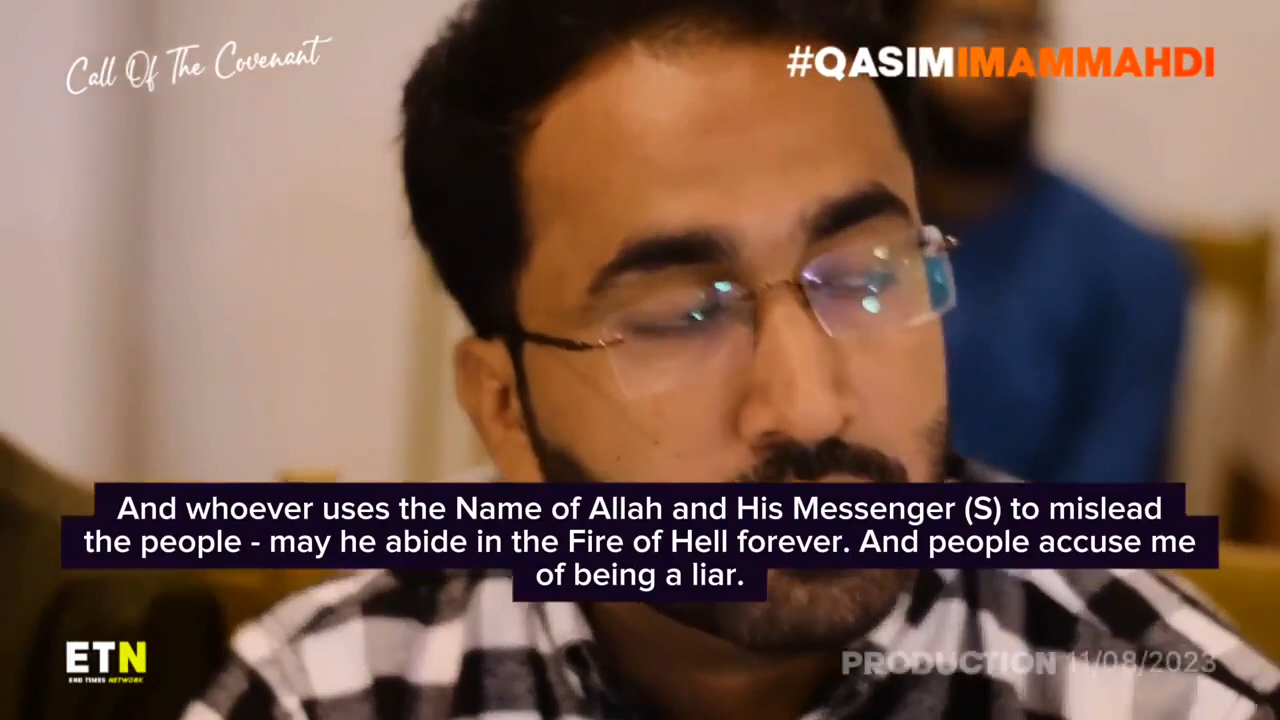 Call Of The Covenant
#QASIMIMAMMAHDI
And whoever uses the Name of Allah and His Messenger (S) to mislead
the people - may he abide in the Fire of Hell forever. And people accuse me
of being a liar.
ETN
END TIMES NETWORK
PRODUCTION 11/08/2023